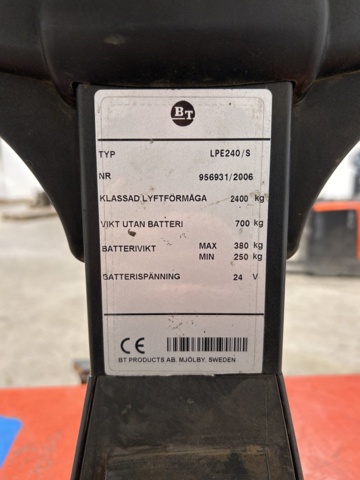 BT
TYP LPE240/S
NR 956931/2006
KLASSAD LYFTFÖRMÅGA 2400 kg
VIKT UTAN BATTERI 700 kg
BATTERIVIKT MAX 380 kg
MIN 250 kg
BATTERISPÄNNING 24 V
CE
BT PRODUCTS AB, MJÖLBY, SWEDEN